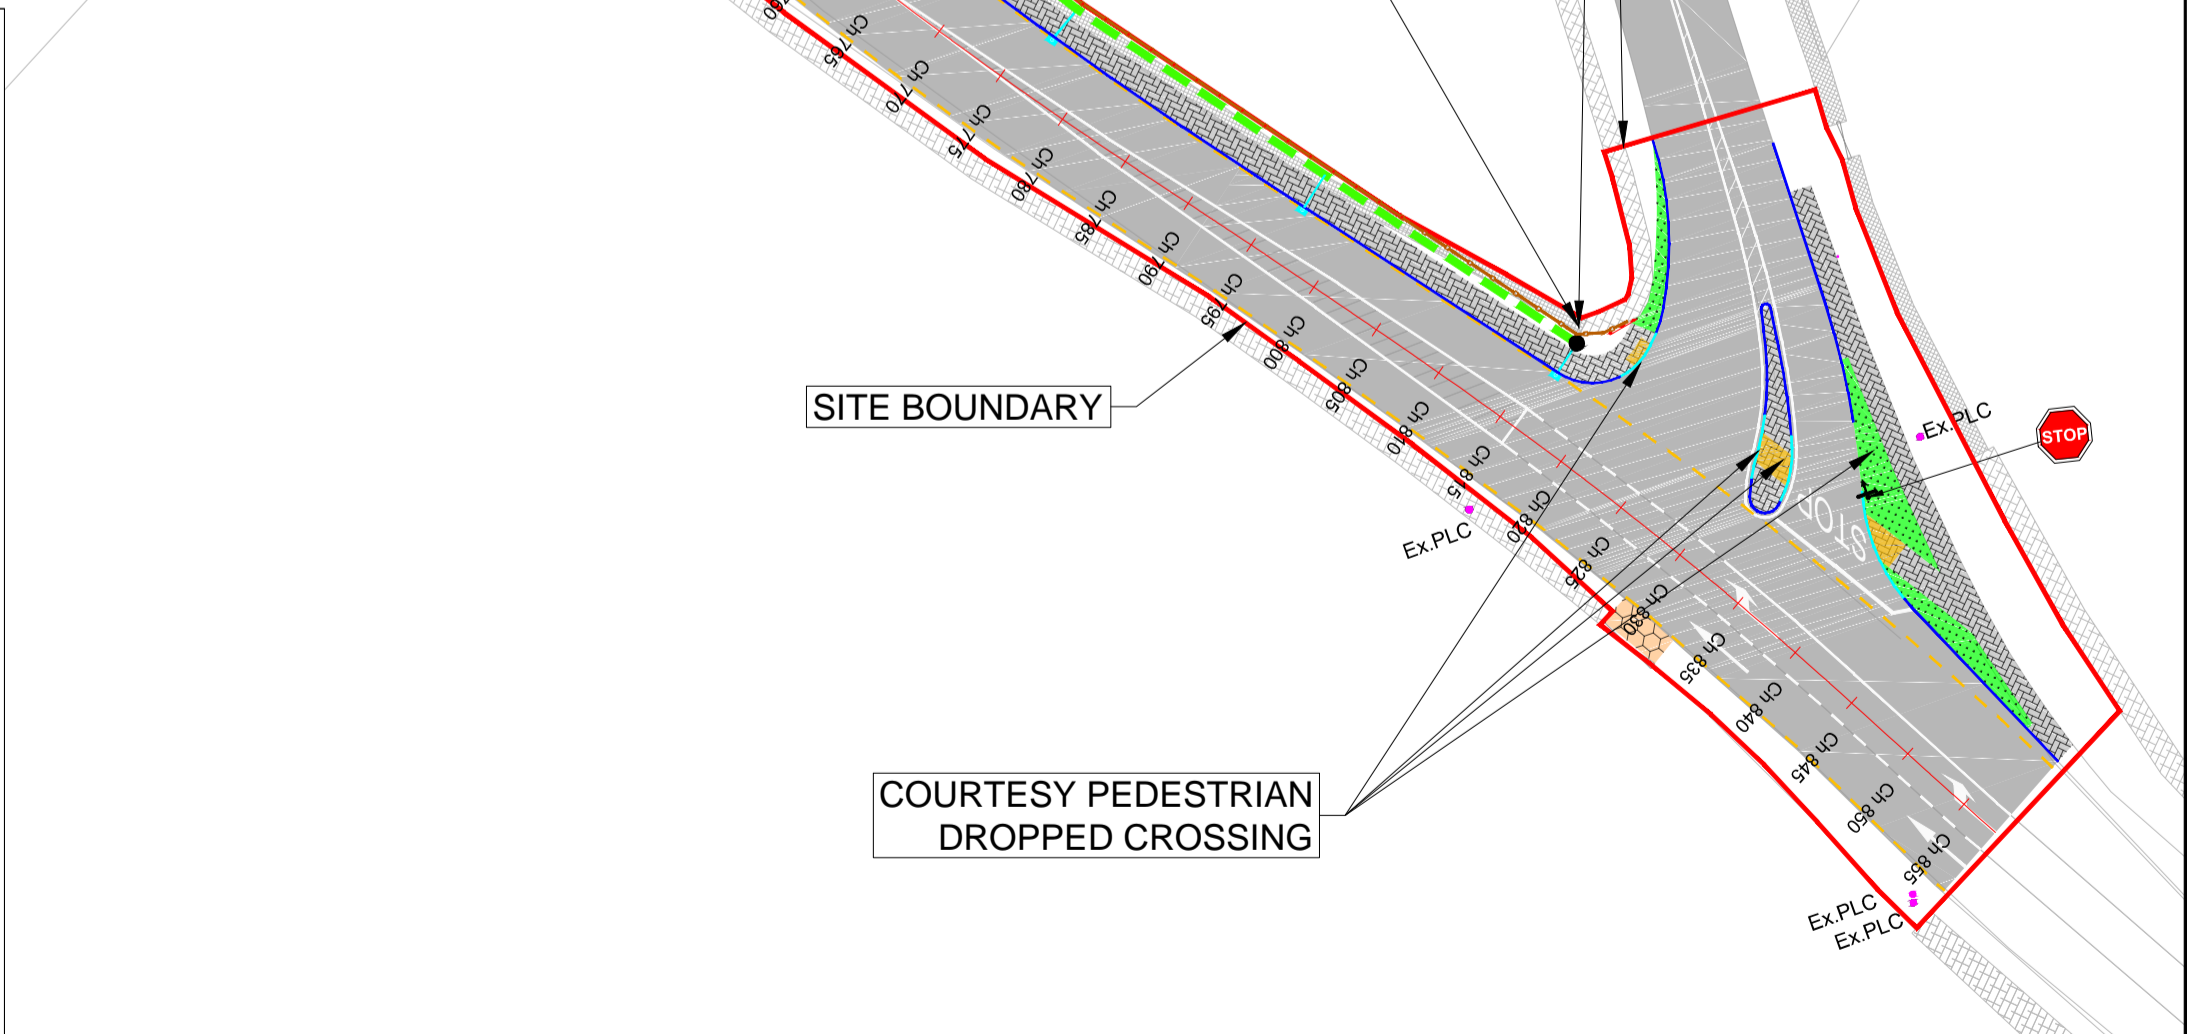 760
Ch 765
Ch 770
Ch 775
Ch 780
Ch 785
Ch 790
Ch 795
Ch 800
Ch 805
Ch 810
Ch 815
Ch 820
Ch 825
Ch 830
Ch 835
Ch 840
Ch 845
Ch 850
Ch 855
SITE BOUNDARY
Ex.PLC
STOP
STOP
Ex.PLC
COURTESY PEDESTRIAN
DROPPED CROSSING
Ex.PLC
Ex.PLC